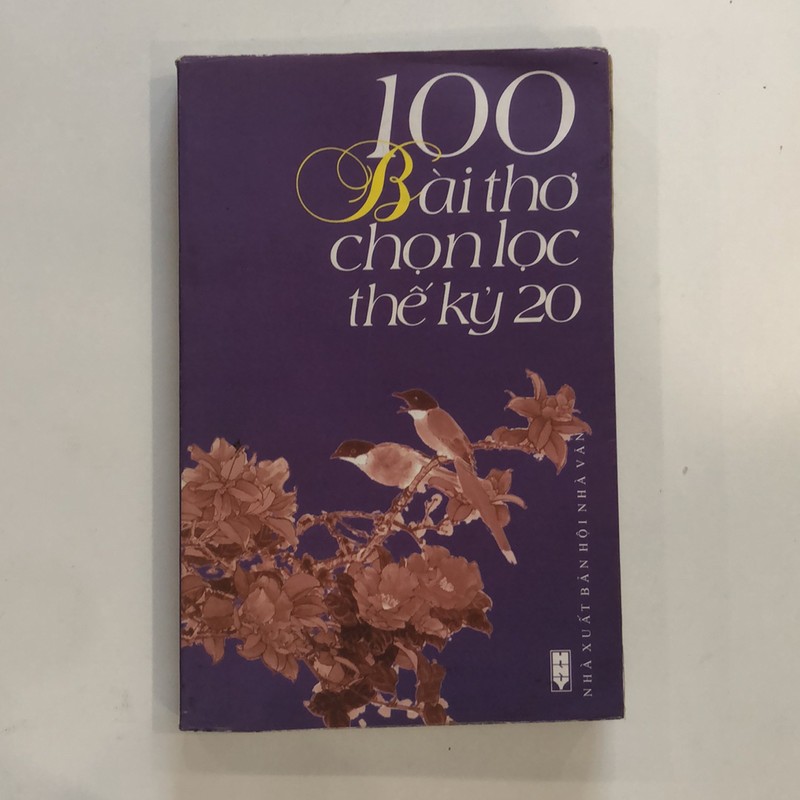 100
Bài thơ
chọn lọc
thế kỷ 20
NHÀ XUẤT BẢN HỘI NHÀ VĂN